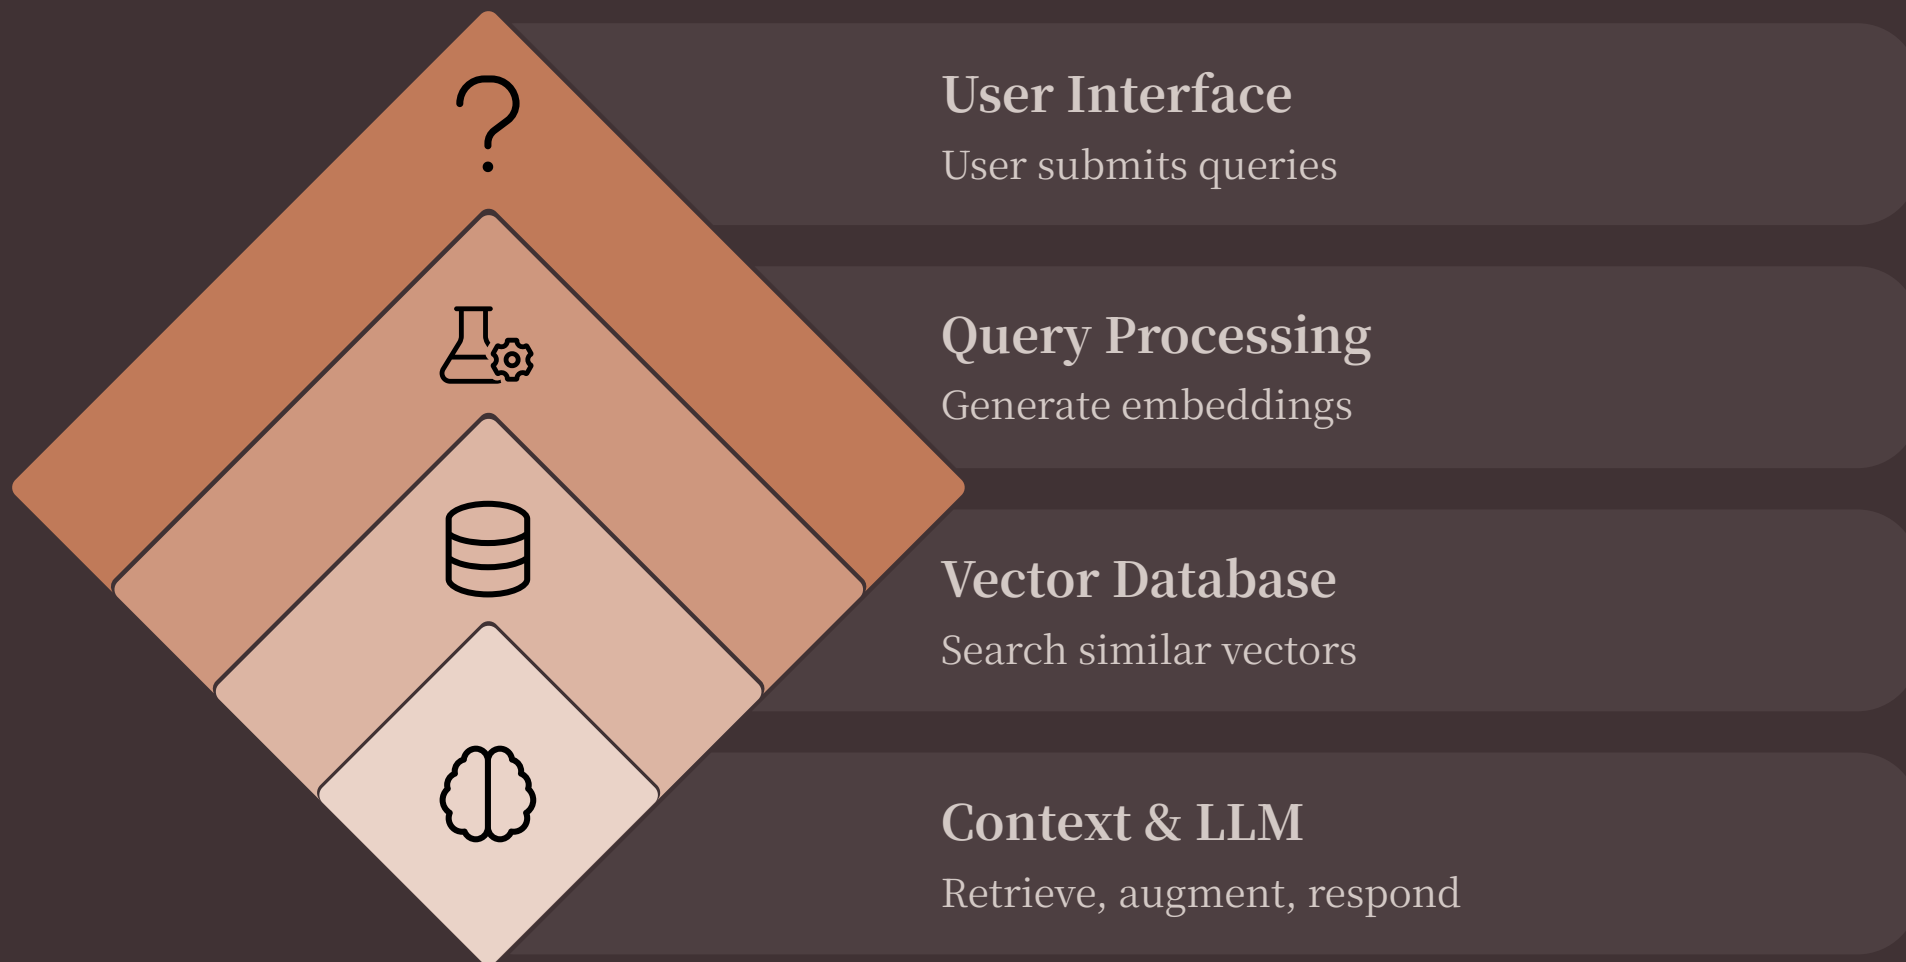 User Interface
User submits queries
Query Processing
Generate embeddings
Vector Database
Search similar vectors
Context & LLM
Retrieve, augment, respond